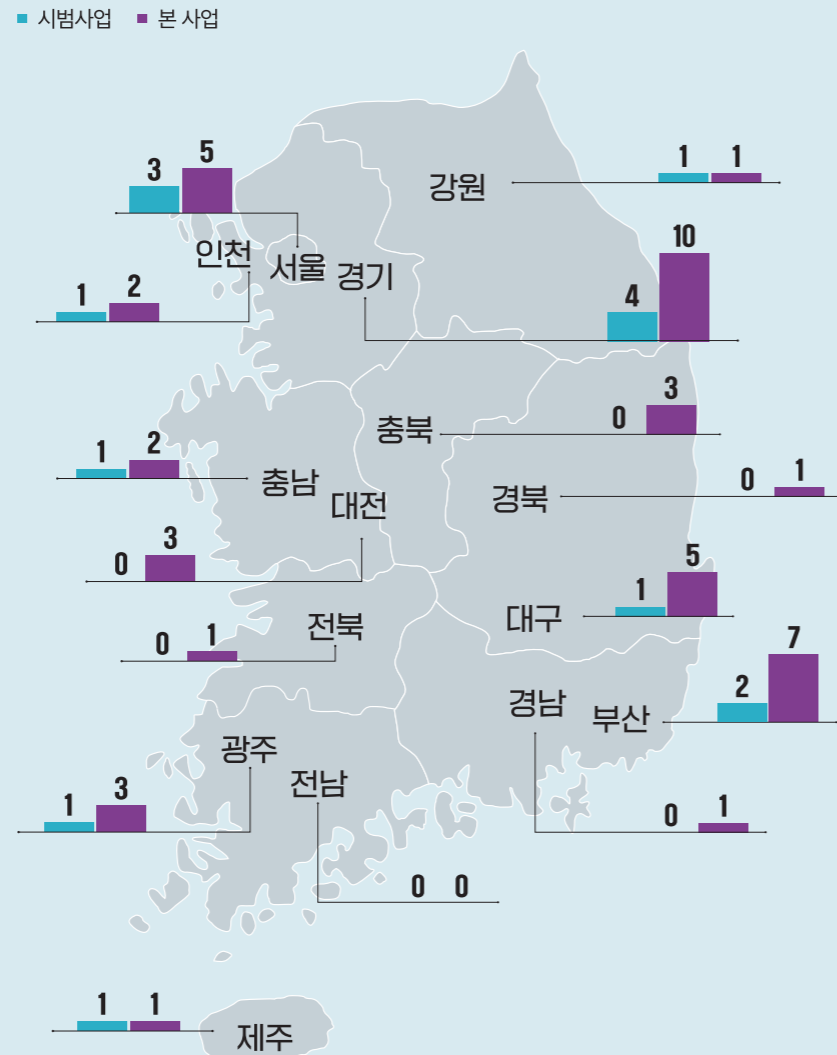 시범사업 본 사업
강원
1 1
3 5
서울
인천
1 2
경기
4 10
충북
0 3
충남
1 2
경북
0 1
대전
0 3
대구
1 5
전북
0 1
부산
2 7
경남
0 1
광주
1 3
전남
0 0
제주
1 1